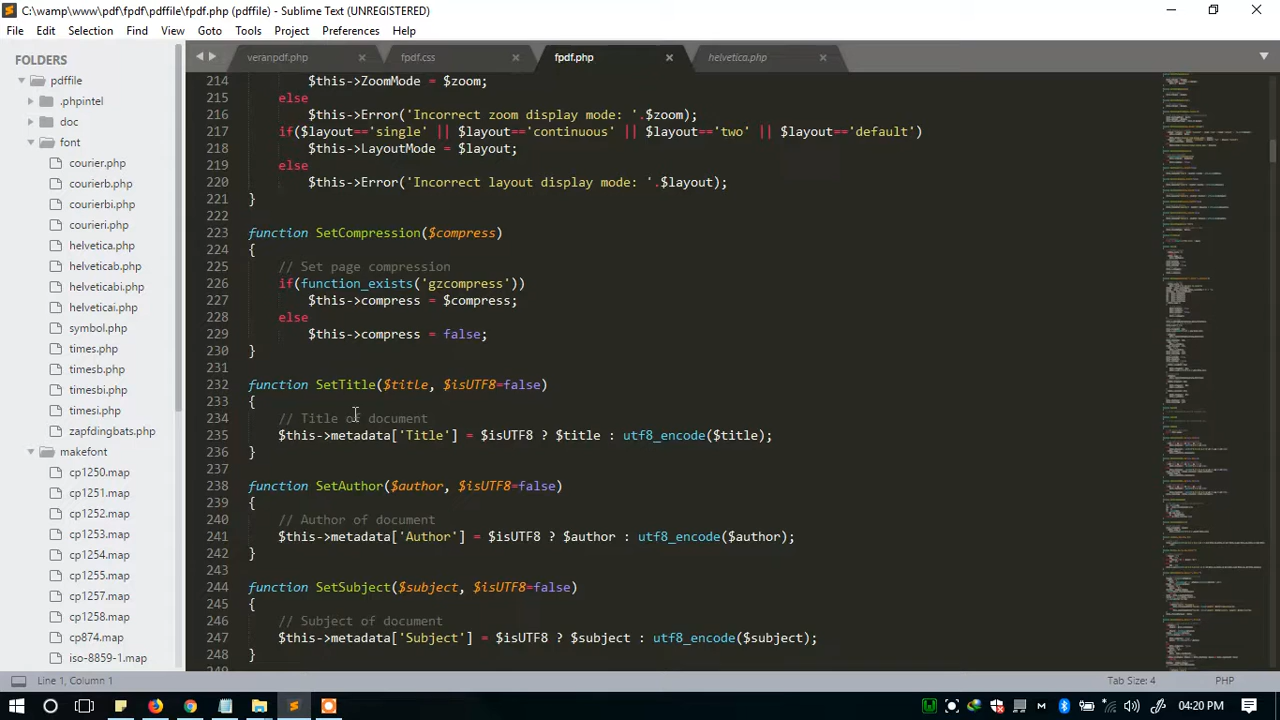 C:\wamp\www\pdf\fpdf\pdffile\fpdf.php (pdffile) - Sublime Text (UNREGISTERED)
File Edit Selection Find View Goto Tools Project Preferences Help
FOLDERS
pdffile
.phpintel
doc
font
courier.php
courierb.php
courierbi.php
courieri.php
helvetica.php
helveticab.php
helveticabi.php
helveticai.php
symbol.php
times.php
timesb.php
timesbi.php
timesi.php
zapfdingbats.php
makefont
cp1250.map
cp1251.map
cp1252.map
cp1253.map
cp1254.map
cp1255.map
cp1257.map
cp874.map
iso-8859-1.map
veranpdf.php fpdf.css fpdf.php helvetica.php
214 $this->ZoomMode = $zoom;
215 else
216 $this->Error('Incorrect zoom display mode: '.$zoom);
217 if($layout=='single' || $layout=='continuous' || $layout=='two' || $layout=='default')
218 $this->LayoutMode = $layout;
219 else
220 $this->Error('Incorrect layout display mode: '.$layout);
221 }
222
223 function SetCompression($compress)
224 {
225 // Set page compression
226 if(function_exists('gzcompress'))
227 $this->compress = $compress;
228 else
229 $this->compress = false;
230 }
231
232 function SetTitle($title, $isUTF8=false)
233 {
234 // Title of document
235 $this->metadata['Title'] = $isUTF8 ? $title : utf8_encode($title);
236 }
237
238 function SetAuthor($author, $isUTF8=false)
239 {
240 // Author of document
241 $this->metadata['Author'] = $isUTF8 ? $author : utf8_encode($author);
242 }
243
244 function SetSubject($subject, $isUTF8=false)
245 {
246 // Subject of document
247 $this->metadata['Subject'] = $isUTF8 ? $subject : utf8_encode($subject);
248 }
Line 1, Column 1 Tab Size: 4 PHP
04:20 PM